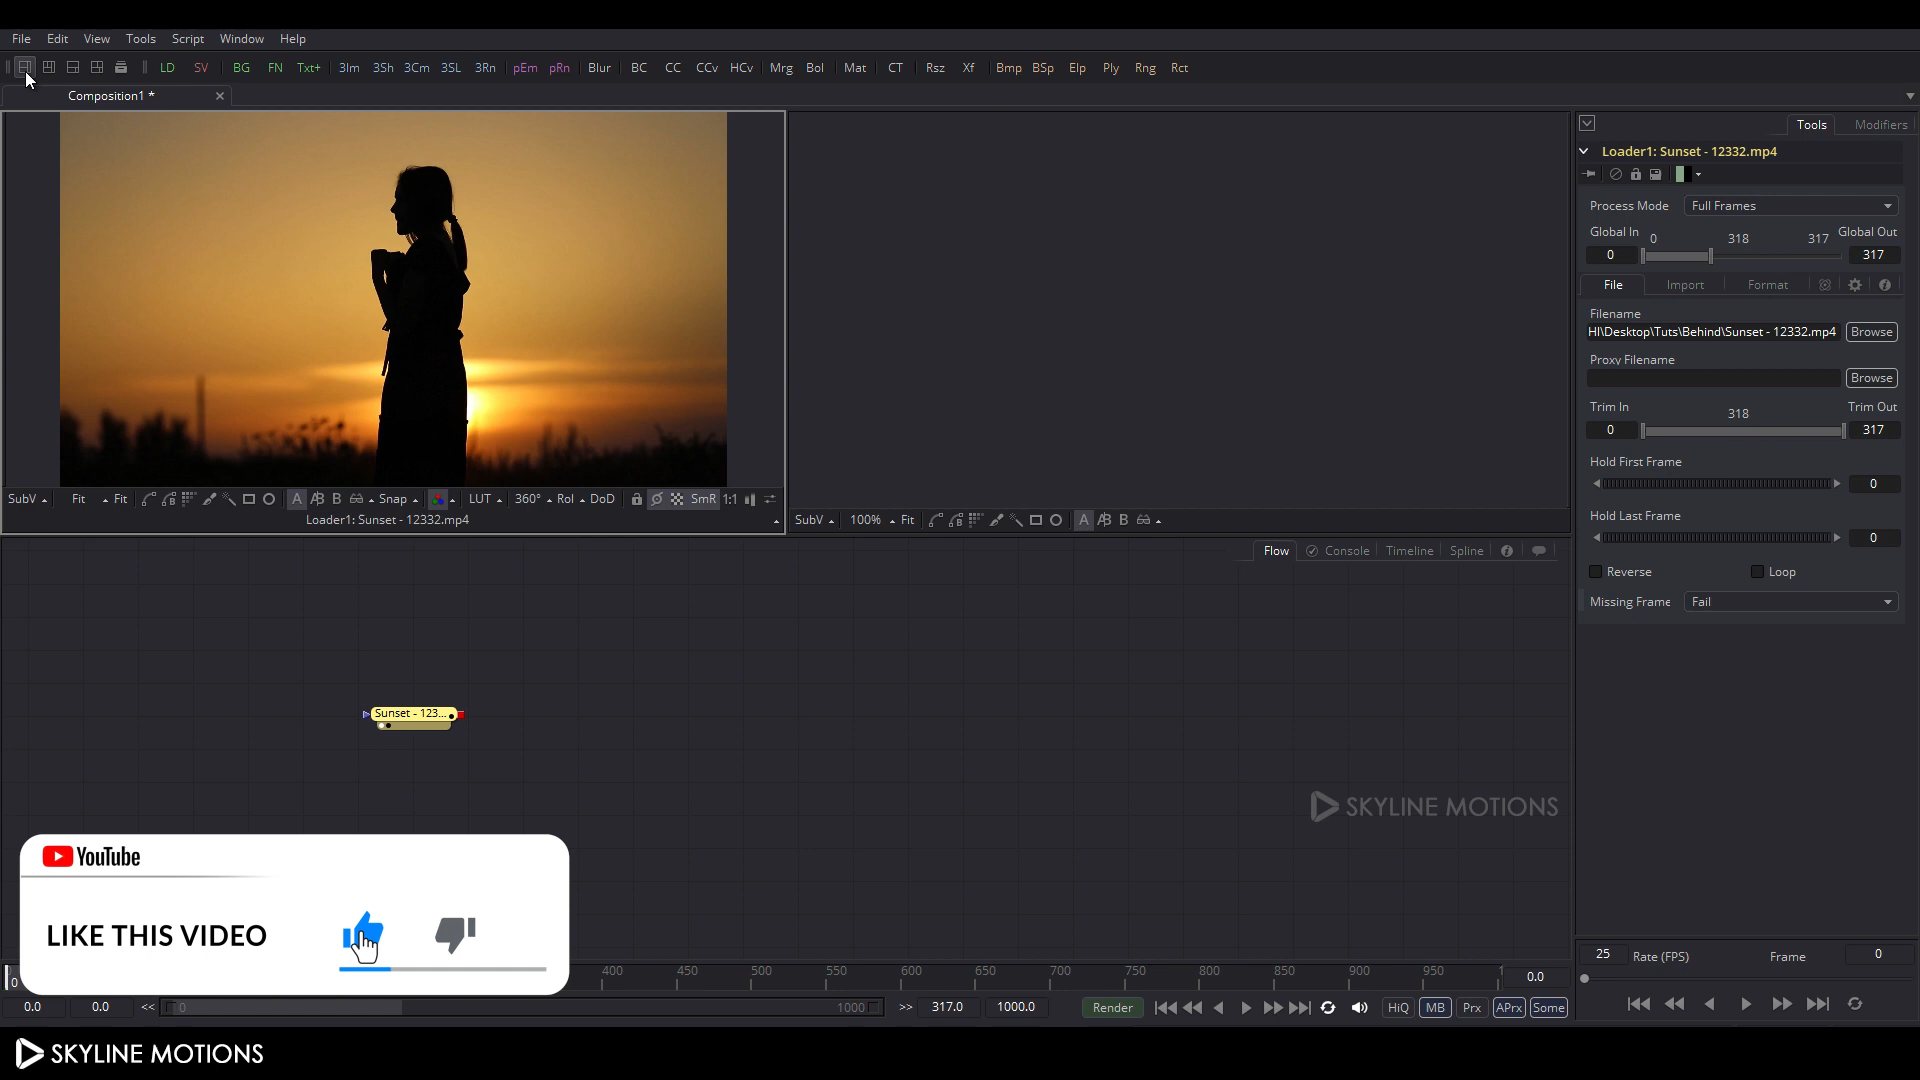 File Edit View Tools Script Window Help
LD SV BG FN Txt+ 3Im 3Sh 3Cm 3SL 3Rn pEm pRn Blur BC CC CCv HCv Mrg Bol Mat CT Rsz Xf Bmp BSp Elp Ply Rng Rct
Composition1 *
Tools Modifiers
Loader1: Sunset - 12332.mp4
Process Mode Full Frames
Global In 0 318 317 Global Out
0 317
File Import Format
Filename
HI\Desktop\Tuts\Behind\Sunset - 12332.mp4 Browse
Proxy Filename
Browse
Trim In 318 Trim Out
0 317
Hold First Frame
0
Hold Last Frame
0
Reverse Loop
Missing Frame Fail
SubV Fit Fit A A|B B Snap LUT 360° RoI DoD SmR 1:1
Loader1: Sunset - 12332.mp4
SubV 100% Fit A A|B B
Flow Console Timeline Spline
Sunset - 123...
SKYLINE MOTIONS
YouTube
LIKE THIS VIDEO
25 Rate (FPS) Frame 0
0 400 450 500 550 600 650 700 750 800 850 900 950 0.0
0.0 0.0 << 0 1000 >> 317.0 1000.0 Render HiQ MB Prx APrx Some
SKYLINE MOTIONS